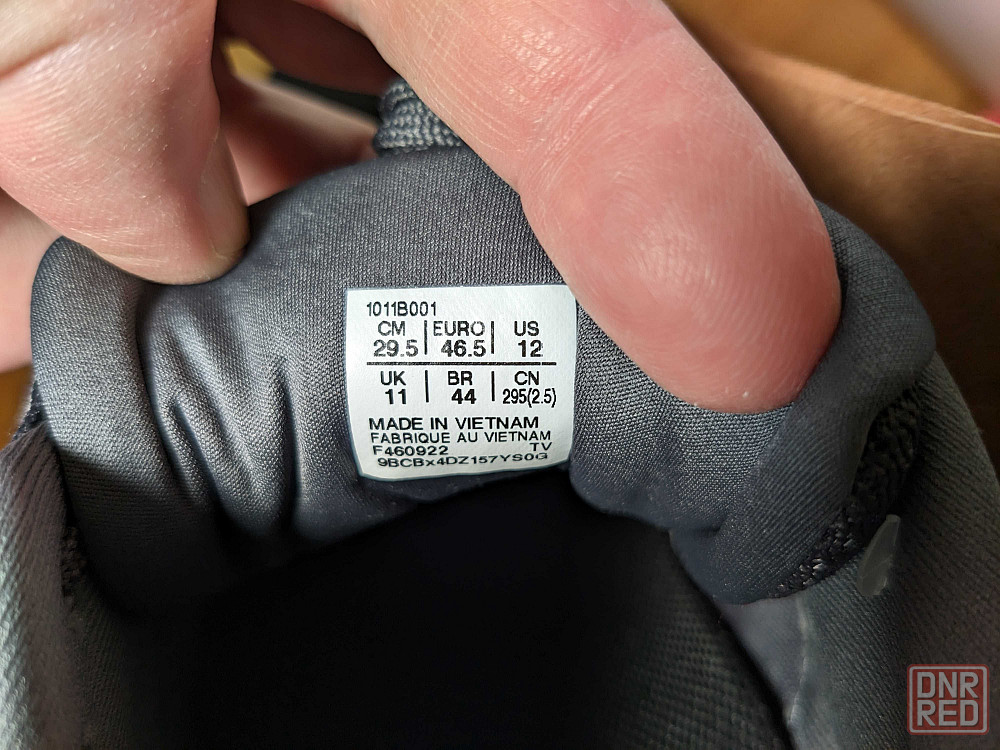 1011B001
CM | EURO | US
29.5 | 46.5 | 12
UK | BR | CN
11 | 44 | 295(2.5)
MADE IN VIETNAM
FABRIQUE AU VIETNAM
F460922 TV
9BCBx4DZ157YS0G
DNR
RED